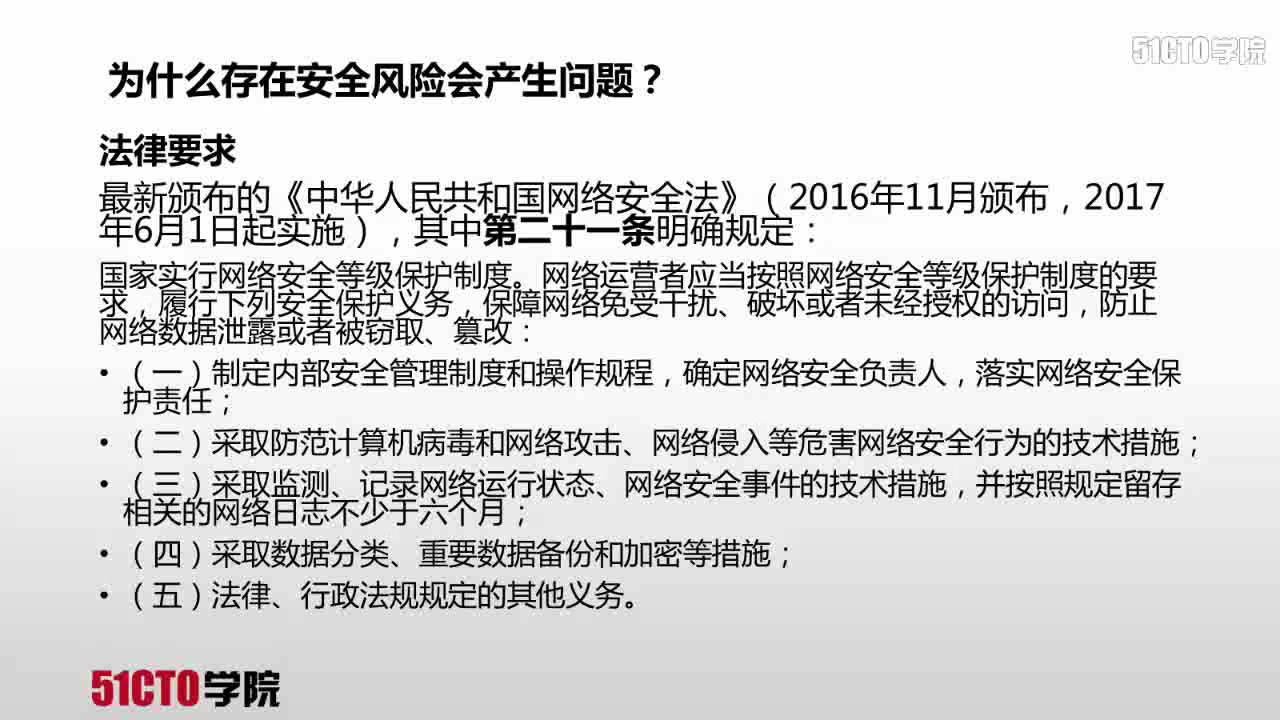 51CTO学院
为什么存在安全风险会产生问题？
法律要求
最新颁布的《中华人民共和国网络安全法》（2016年11月颁布，2017
年6月1日起实施），其中第二十一条明确规定：
国家实行网络安全等级保护制度。网络运营者应当按照网络安全等级保护制度的要
求，履行下列安全保护义务，保障网络免受干扰、破坏或者未经授权的访问，防止
网络数据泄露或者被窃取、篡改：
•（一）制定内部安全管理制度和操作规程，确定网络安全负责人，落实网络安全保
护责任；
•（二）采取防范计算机病毒和网络攻击、网络侵入等危害网络安全行为的技术措施；
•（三）采取监测、记录网络运行状态、网络安全事件的技术措施，并按照规定留存
相关的网络日志不少于六个月；
•（四）采取数据分类、重要数据备份和加密等措施；
•（五）法律、行政法规规定的其他义务。
51CTO学院